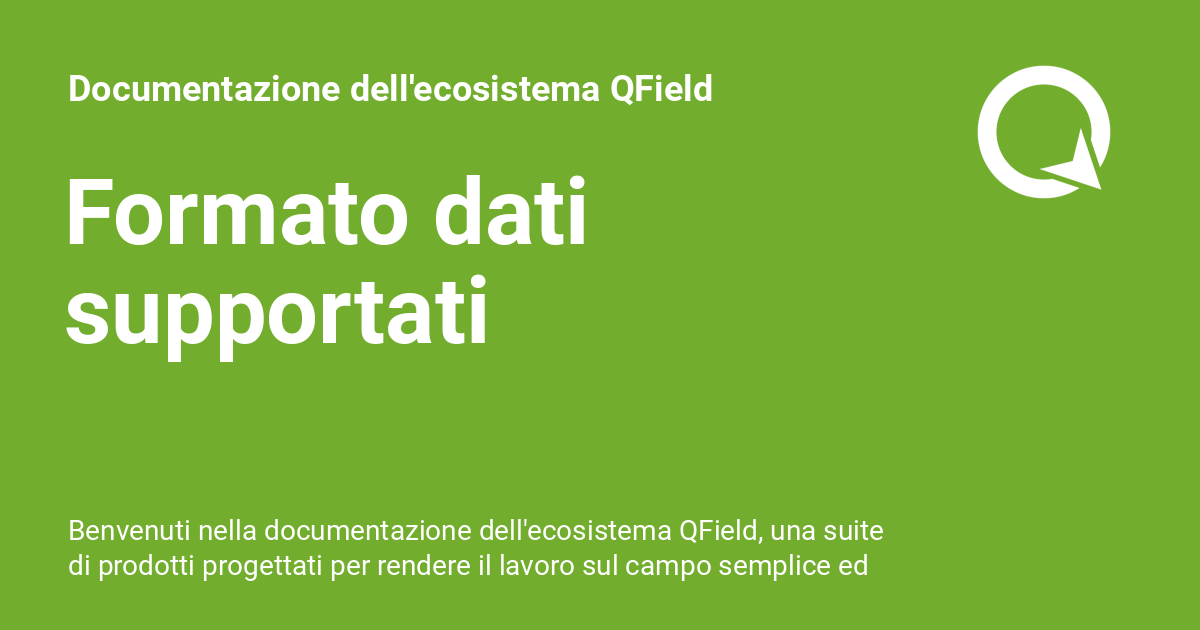 Documentazione dell'ecosistema QField
Formato dati
supportati
Benvenuti nella documentazione dell'ecosistema QField, una suite
di prodotti progettati per rendere il lavoro sul campo semplice ed